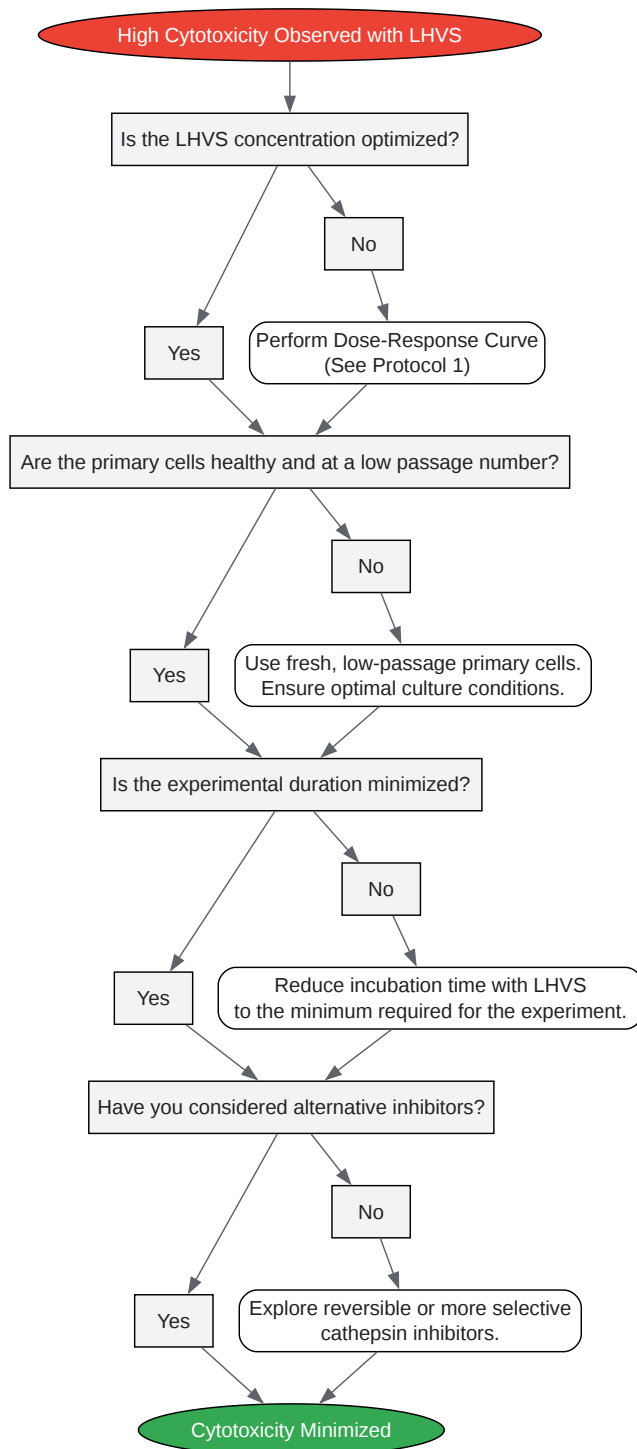 High Cytotoxicity Observed with LHVS
Is the LHVS concentration optimized?
No
Yes
Perform Dose-Response Curve
(See Protocol 1)
Are the primary cells healthy and at a low passage number?
No
Yes
Use fresh, low-passage primary cells.
Ensure optimal culture conditions.
Is the experimental duration minimized?
No
Yes
Reduce incubation time with LHVS
to the minimum required for the experiment.
Have you considered alternative inhibitors?
No
Yes
Explore reversible or more selective
cathepsin inhibitors.
Cytotoxicity Minimized